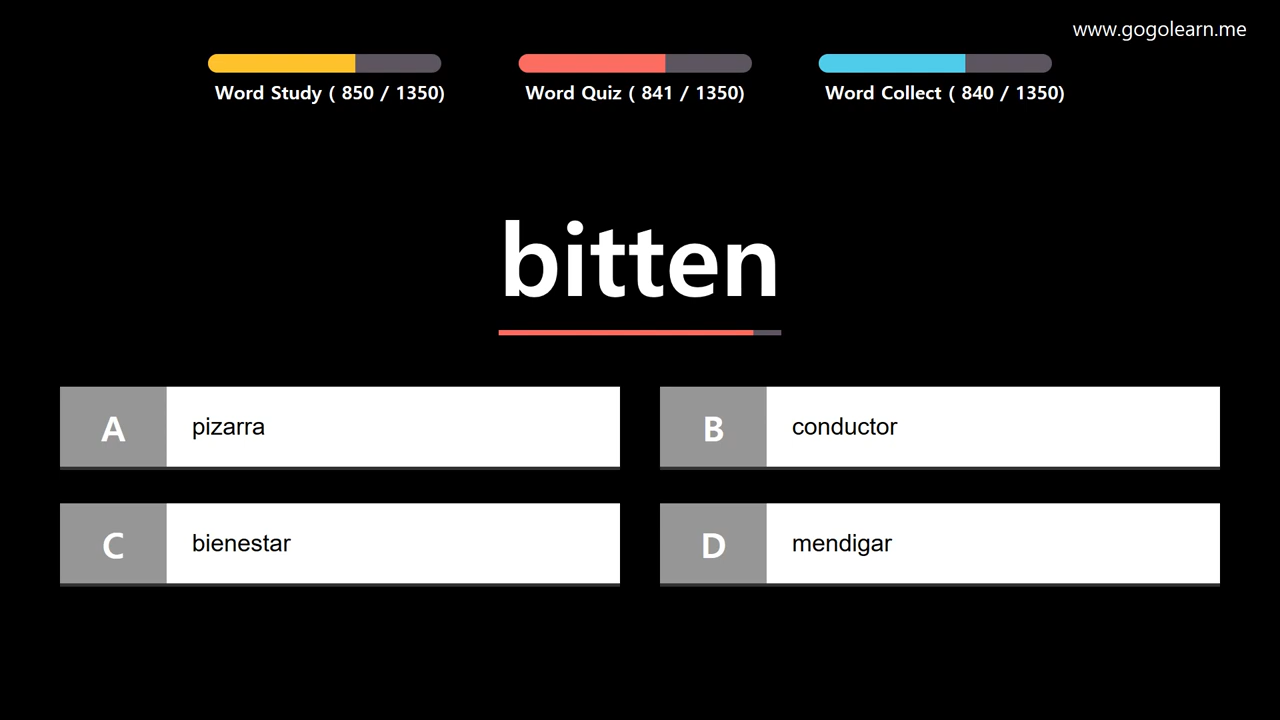 www.gogolearn.me
Word Study ( 850 / 1350)
Word Quiz ( 841 / 1350)
Word Collect ( 840 / 1350)
bitten
A pizarra
B conductor
C bienestar
D mendigar